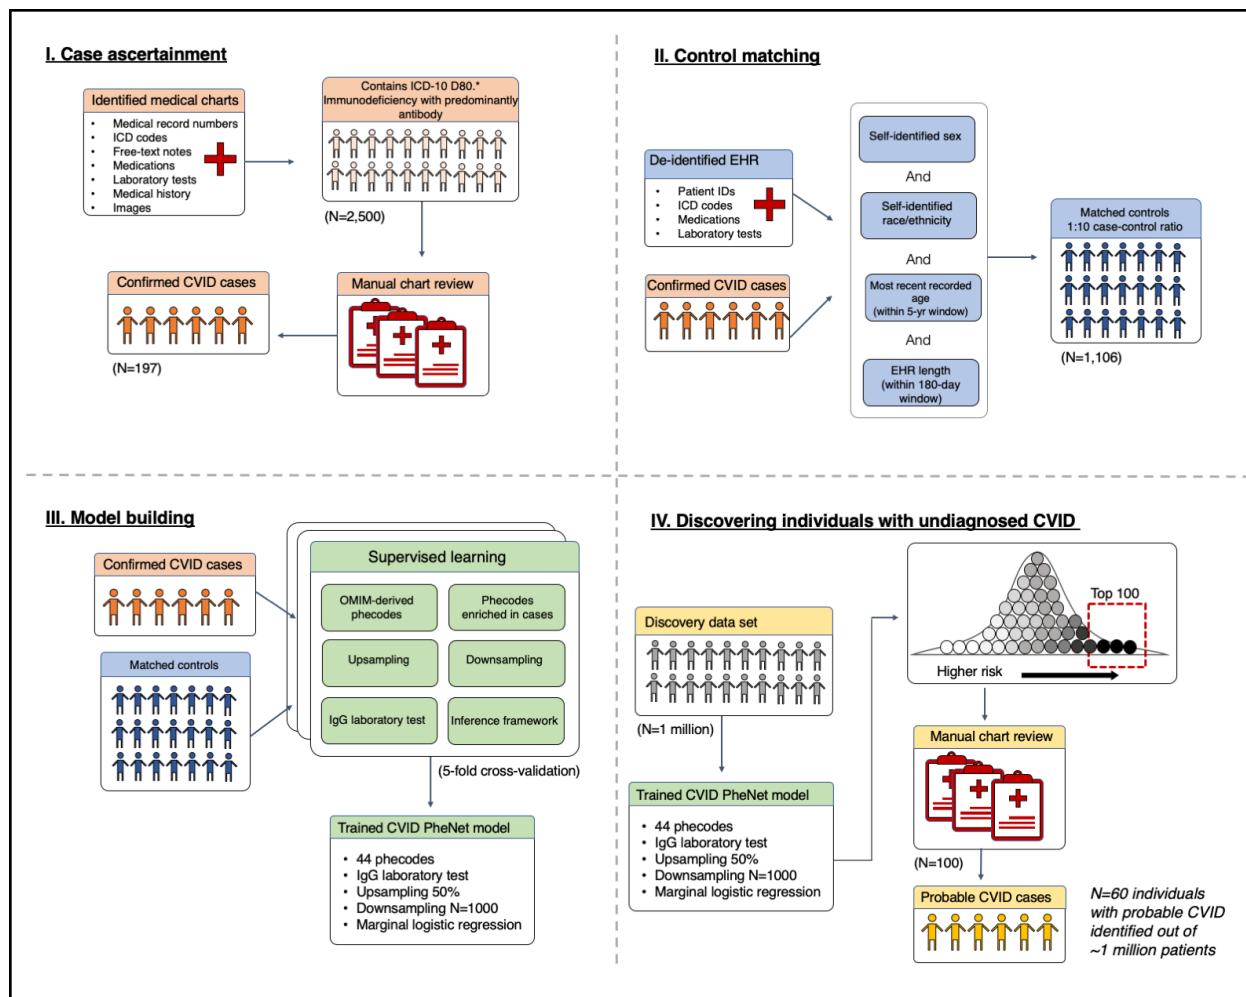 I. Case ascertainment
Identified medical charts
• Medical record numbers
• ICD codes
• Free-text notes
• Medications
• Laboratory tests
• Medical history
• Images
Contains ICD-10 D80.*
Immunodeficiency with predominantly
antibody
(N=2,500)
Manual chart review
Confirmed CVID cases
(N=197)
II. Control matching
De-identified EHR
• Patient IDs
• ICD codes
• Medications
• Laboratory tests
Confirmed CVID cases
Self-identified sex
And
Self-identified
race/ethnicity
And
Most recent recorded
age
(within 5-yr window)
And
EHR length
(within 180-day
window)
Matched controls
1:10 case-control ratio
(N=1,106)
III. Model building
Confirmed CVID cases
Matched controls
Supervised learning
OMIM-derived
phecodes
Phecodes
enriched in cases
Upsampling
Downsampling
IgG laboratory test
Inference framework
(5-fold cross-validation)
Trained CVID PheNet model
• 44 phecodes
• IgG laboratory test
• Upsampling 50%
• Downsampling N=1000
• Marginal logistic regression
IV. Discovering individuals with undiagnosed CVID
Discovery data set
(N=1 million)
Trained CVID PheNet model
• 44 phecodes
• IgG laboratory test
• Upsampling 50%
• Downsampling N=1000
• Marginal logistic regression
Top 100
Higher risk
Manual chart review
(N=100)
Probable CVID cases
N=60 individuals
with probable CVID
identified out of
~1 million patients